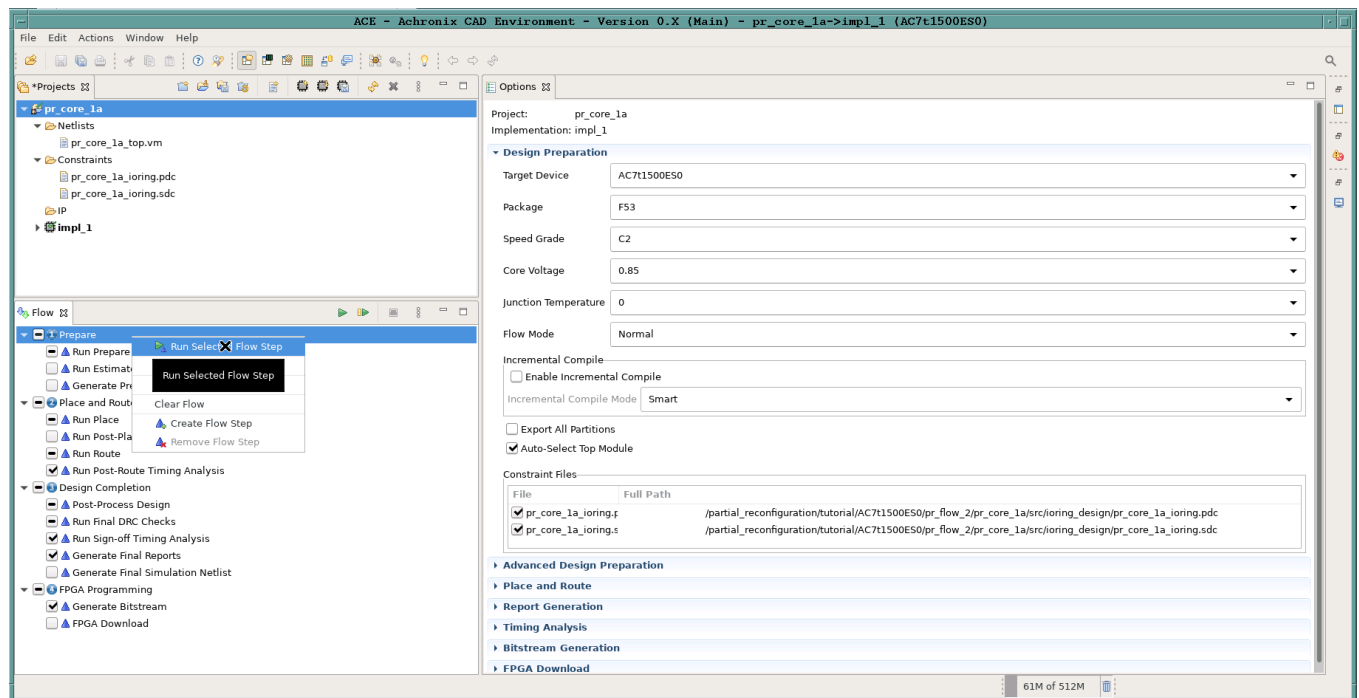 ACE - Achronix CAD Environment - Version 0.X (Main) - pr_core_1a->impl_1 (AC7t1500ES0)
File Edit Actions Window Help
*Projects
pr_core_1a
Netlists
pr_core_1a_top.vm
Constraints
pr_core_1a_ioring.pdc
pr_core_1a_ioring.sdc
IP
impl_1
Flow
1 Prepare
Run Prepare
Run Estimat
Generate Pre
2 Place and Rout
Run Place
Run Post-Pla
Run Route
Run Post-Route Timing Analysis
3 Design Completion
Post-Process Design
Run Final DRC Checks
Run Sign-off Timing Analysis
Generate Final Reports
Generate Final Simulation Netlist
4 FPGA Programming
Generate Bitstream
FPGA Download
Run Selec Flow Step
Run Selected Flow Step
Clear Flow
Create Flow Step
Remove Flow Step
Options
Project: pr_core_1a
Implementation: impl_1
Design Preparation
Target Device AC7t1500ES0
Package F53
Speed Grade C2
Core Voltage 0.85
Junction Temperature 0
Flow Mode Normal
Incremental Compile
Enable Incremental Compile
Incremental Compile Mode Smart
Export All Partitions
Auto-Select Top Module
Constraint Files
File Full Path
pr_core_1a_ioring.p /partial_reconfiguration/tutorial/AC7t1500ES0/pr_flow_2/pr_core_1a/src/ioring_design/pr_core_1a_ioring.pdc
pr_core_1a_ioring.s /partial_reconfiguration/tutorial/AC7t1500ES0/pr_flow_2/pr_core_1a/src/ioring_design/pr_core_1a_ioring.sdc
Advanced Design Preparation
Place and Route
Report Generation
Timing Analysis
Bitstream Generation
FPGA Download
61M of 512M